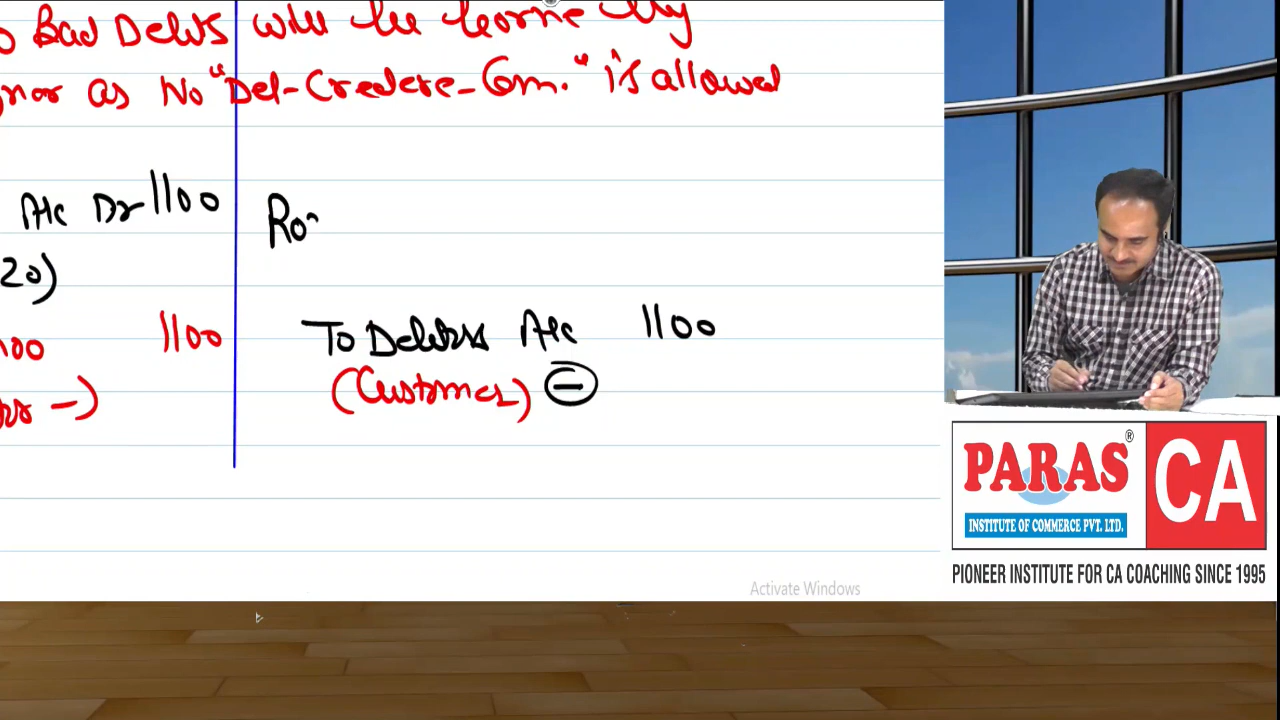 Bad Debts will be borne by
as No "Del-Credere-Com." is allowed
A/c Dr 1100
Ro
20)
To Debtors A/c 1100
00 1100
(Customer) –
–)
PARAS®
CA
INSTITUTE OF COMMERCE PVT. LTD.
PIONEER INSTITUTE FOR CA COACHING SINCE 1995
Activate Windows